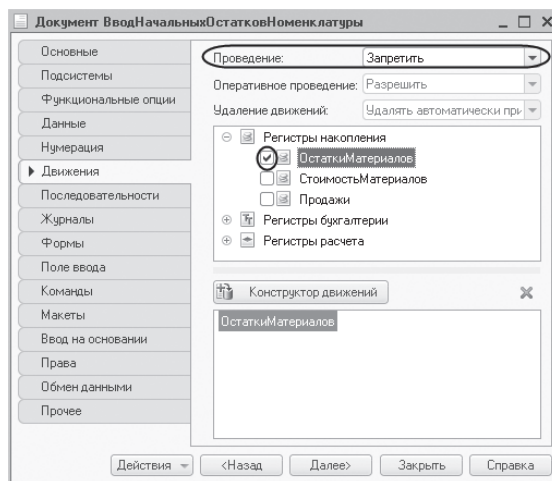 Документ ВводНачальныхОстатковНоменклатуры
Основные
Подсистемы
Функциональные опции
Данные
Нумерация
Движения
Последовательности
Журналы
Формы
Поле ввода
Команды
Макеты
Ввод на основании
Права
Обмен данными
Прочее
Проведение: Запретить
Оперативное проведение: Разрешить
Удаление движений: Удалять автоматически при
Регистры накопления
ОстаткиМатериалов
СтоимостьМатериалов
Продажи
Регистры бухгалтерии
Регистры расчета
Конструктор движений
ОстаткиМатериалов
Действия <Назад Далее> Закрыть Справка